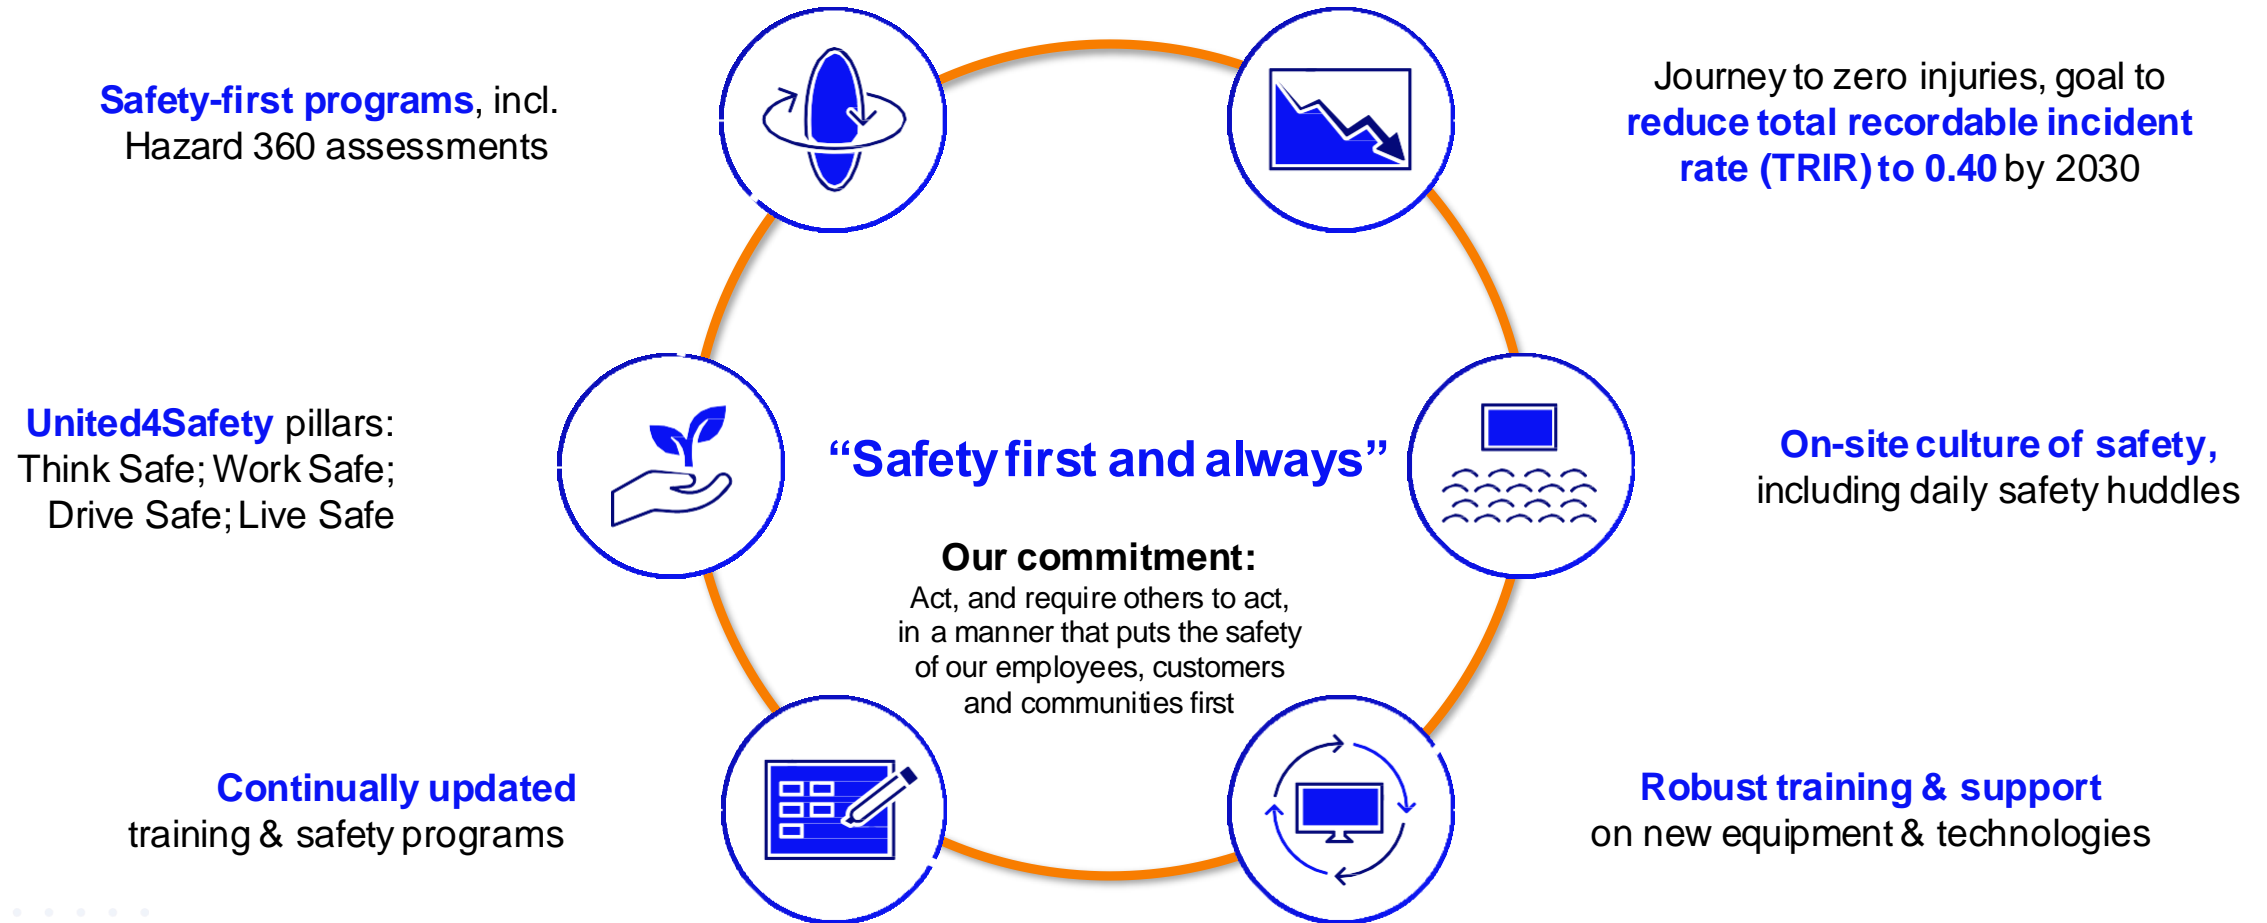 Safety-first programs, incl.
Hazard 360 assessments
Journey to zero injuries, goal to
reduce total recordable incident
rate (TRIR) to 0.40 by 2030
United4Safety pillars:
Think Safe; Work Safe;
Drive Safe; Live Safe
“Safety first and always”
Our commitment:
Act, and require others to act,
in a manner that puts the safety
of our employees, customers
and communities first
On-site culture of safety,
including daily safety huddles
Continually updated
training & safety programs
Robust training & support
on new equipment & technologies